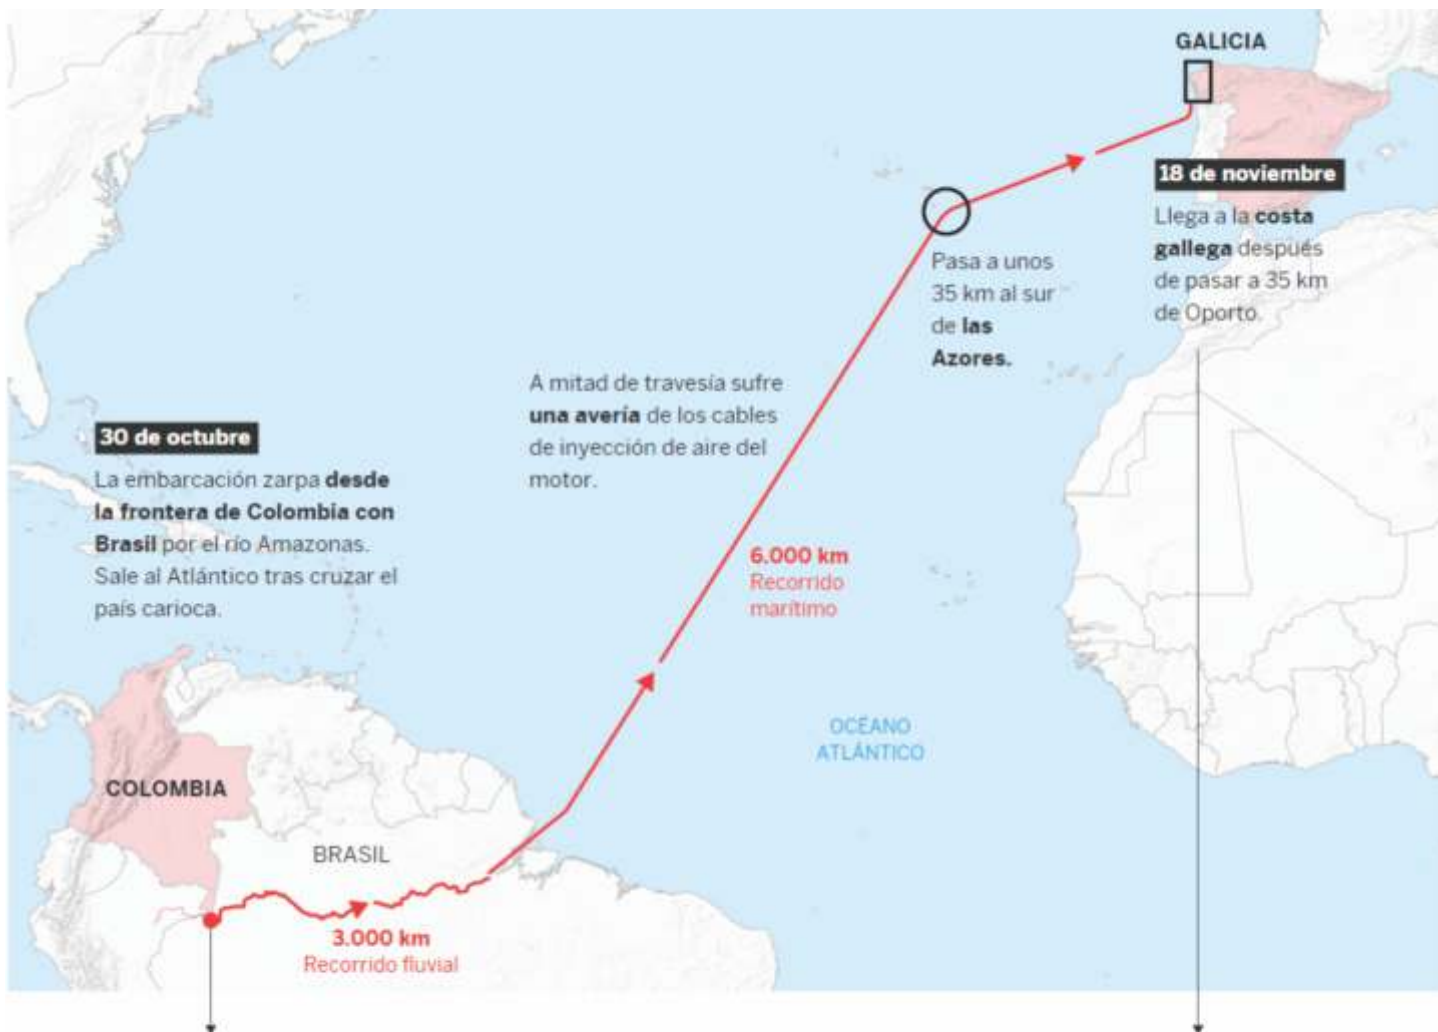 GALICIA
18 de noviembre
Llega a la costa
gallega después
de pasar a 35 km
de Oporto.
Pasa a unos
35 km al sur
de las
Azores.
A mitad de travesía sufre
una avería de los cables
de inyección de aire del
motor.
30 de octubre
La embarcación zarpa desde
la frontera de Colombia con
Brasil por el río Amazonas.
Sale al Atlántico tras cruzar el
país carioca.
6.000 km
Recorrido
marítimo
OCÉANO
ATLÁNTICO
COLOMBIA
BRASIL
3.000 km
Recorrido fluvial